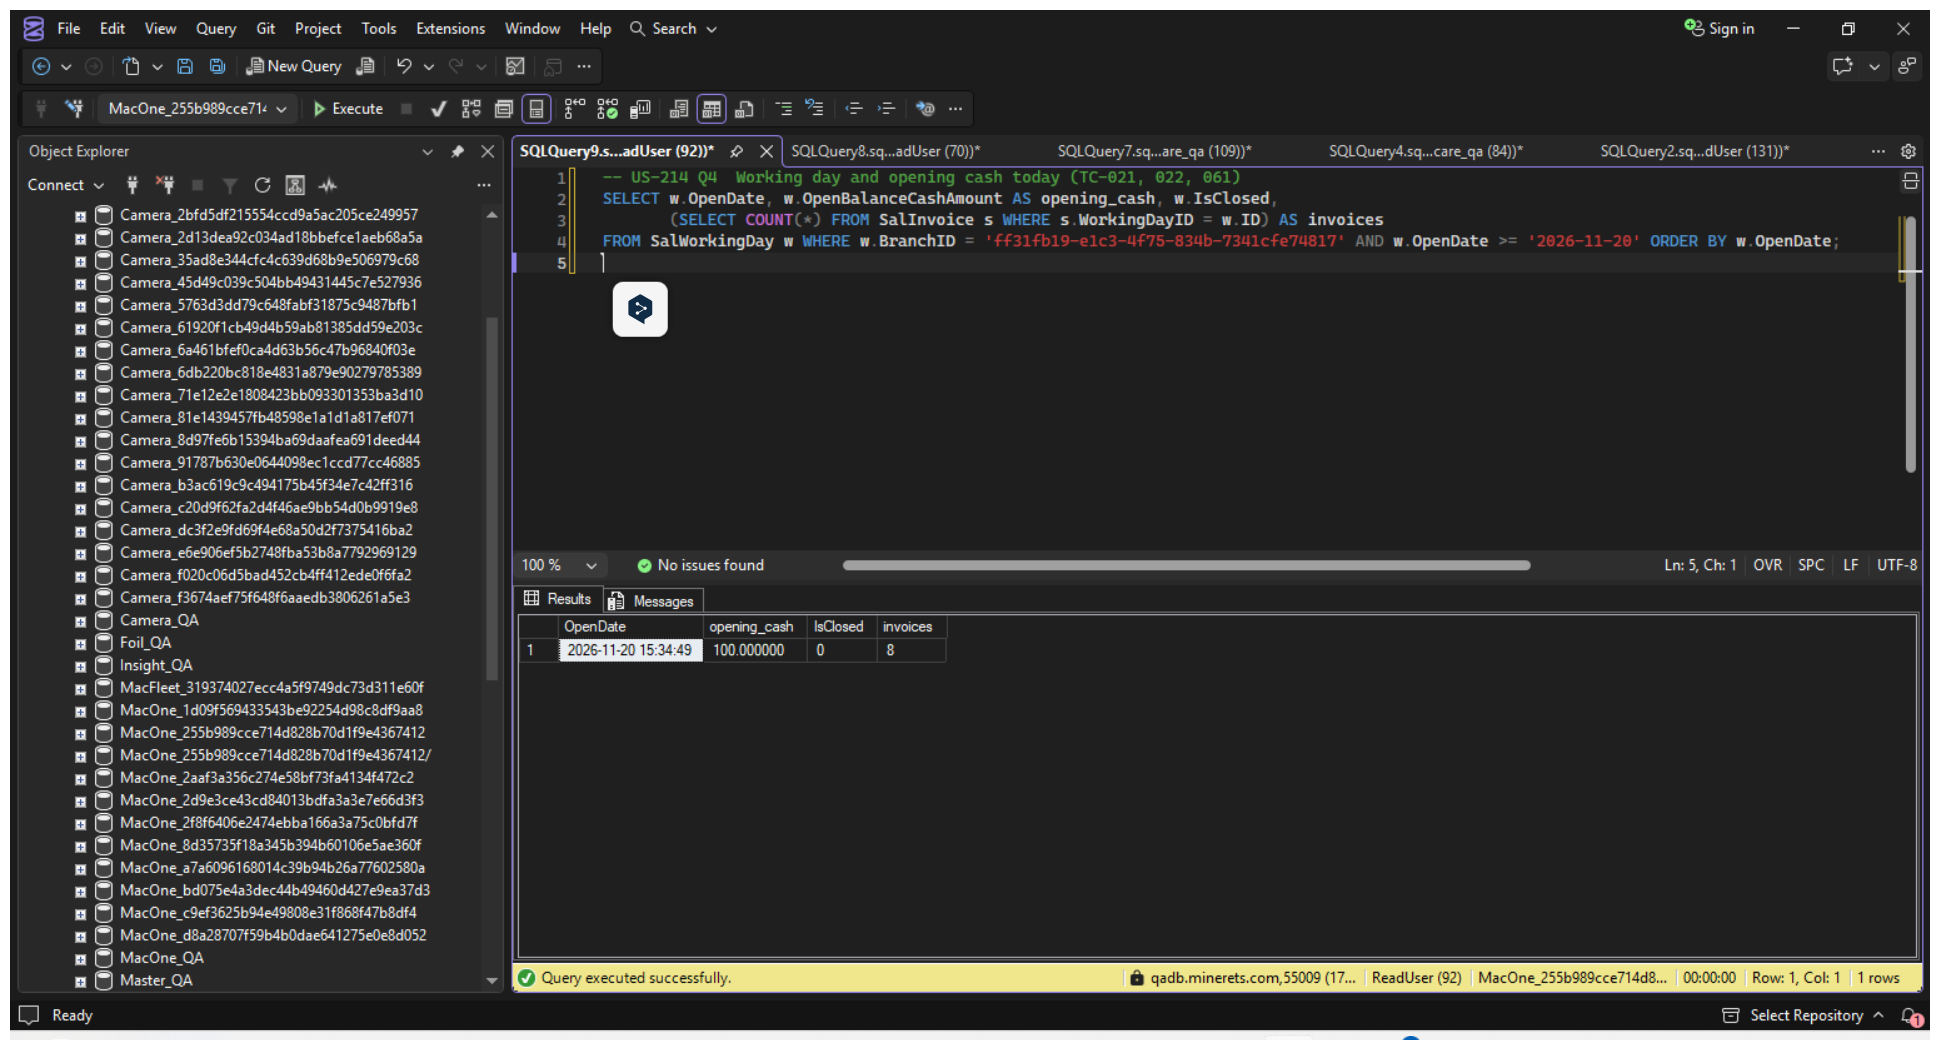 File Edit View Query Git Project Tools Extensions Window Help Search Sign in
New Query
MacOne_255b989cce714 Execute
Object Explorer
Connect
Camera_2bfd5df215554ccd9a5ac205ce249957
Camera_2d13dea92c034ad18bbefce1aeb68a5a
Camera_35ad8e344cfc4c639d68b9e506979c68
Camera_45d49c039c504bb49431445c7e527936
Camera_5763d3dd79c648fabf31875c9487bfb1
Camera_61920f1cb49d4b59ab81385dd59e203c
Camera_6a461bfef0ca4d63b56c47b96840f03e
Camera_6db220bc818e4831a879e90279785389
Camera_71e12e2e1808423bb093301353ba3d10
Camera_81e1439457fb48598e1a1d1a817ef071
Camera_8d97fe6b15394ba69daafea691deed44
Camera_91787b630e0644098ec1ccd77cc46885
Camera_b3ac619c9c494175b45f34e7c42ff316
Camera_c20d9f62fa2d4f46ae9bb54d0b9919e8
Camera_dc3f2e9fd69f4e68a50d2f7375416ba2
Camera_e6e906ef5b2748fba53b8a7792969129
Camera_f020c06d5bad452cb4ff412ede0f6fa2
Camera_f3674aef75f648f6aaedb3806261a5e3
Camera_QA
Foil_QA
Insight_QA
MacFleet_319374027ecc4a5f9749dc73d311e60f
MacOne_1d09f569433543be92254d98c8df9aa8
MacOne_255b989cce714d828b70d1f9e4367412
MacOne_255b989cce714d828b70d1f9e4367412/
MacOne_2aaf3a356c274e58bf73fa4134f472c2
MacOne_2d9e3ce43cd84013bdfa3a3e7e66d3f3
MacOne_2f8f6406e2474ebba166a3a75c0bfd7f
MacOne_8d35735f18a345b394b60106e5ae360f
MacOne_a7a6096168014c39b94b26a77602580a
MacOne_bd075e4a3dec44b49460d427e9ea37d3
MacOne_c9ef3625b94e49808e31f868f47b8df4
MacOne_d8a28707f59b4b0dae641275e0e8d052
MacOne_QA
Master_QA
SQLQuery9.s...adUser (92))* SQLQuery8.sq...adUser (70))* SQLQuery7.sq...are_qa (109))* SQLQuery4.sq...care_qa (84))* SQLQuery2.sq...dUser (131))*
1 -- US-214 Q4  Working day and opening cash today (TC-021, 022, 061)
2 SELECT w.OpenDate, w.OpenBalanceCashAmount AS opening_cash, w.IsClosed,
3 (SELECT COUNT(*) FROM SalInvoice s WHERE s.WorkingDayID = w.ID) AS invoices
4 FROM SalWorkingDay w WHERE w.BranchID = 'ff31fb19-e1c3-4f75-834b-7341cfe74817' AND w.OpenDate >= '2026-11-20' ORDER BY w.OpenDate;
5
100 % No issues found Ln: 5, Ch: 1 OVR SPC LF UTF-8
Results Messages
OpenDate opening_cash IsClosed invoices
1 2026-11-20 15:34:49 100.000000 0 8
Query executed successfully. qadb.minerets.com,55009 (17... ReadUser (92) MacOne_255b989cce714d8... 00:00:00 Row: 1, Col: 1 1 rows
Ready Select Repository 1